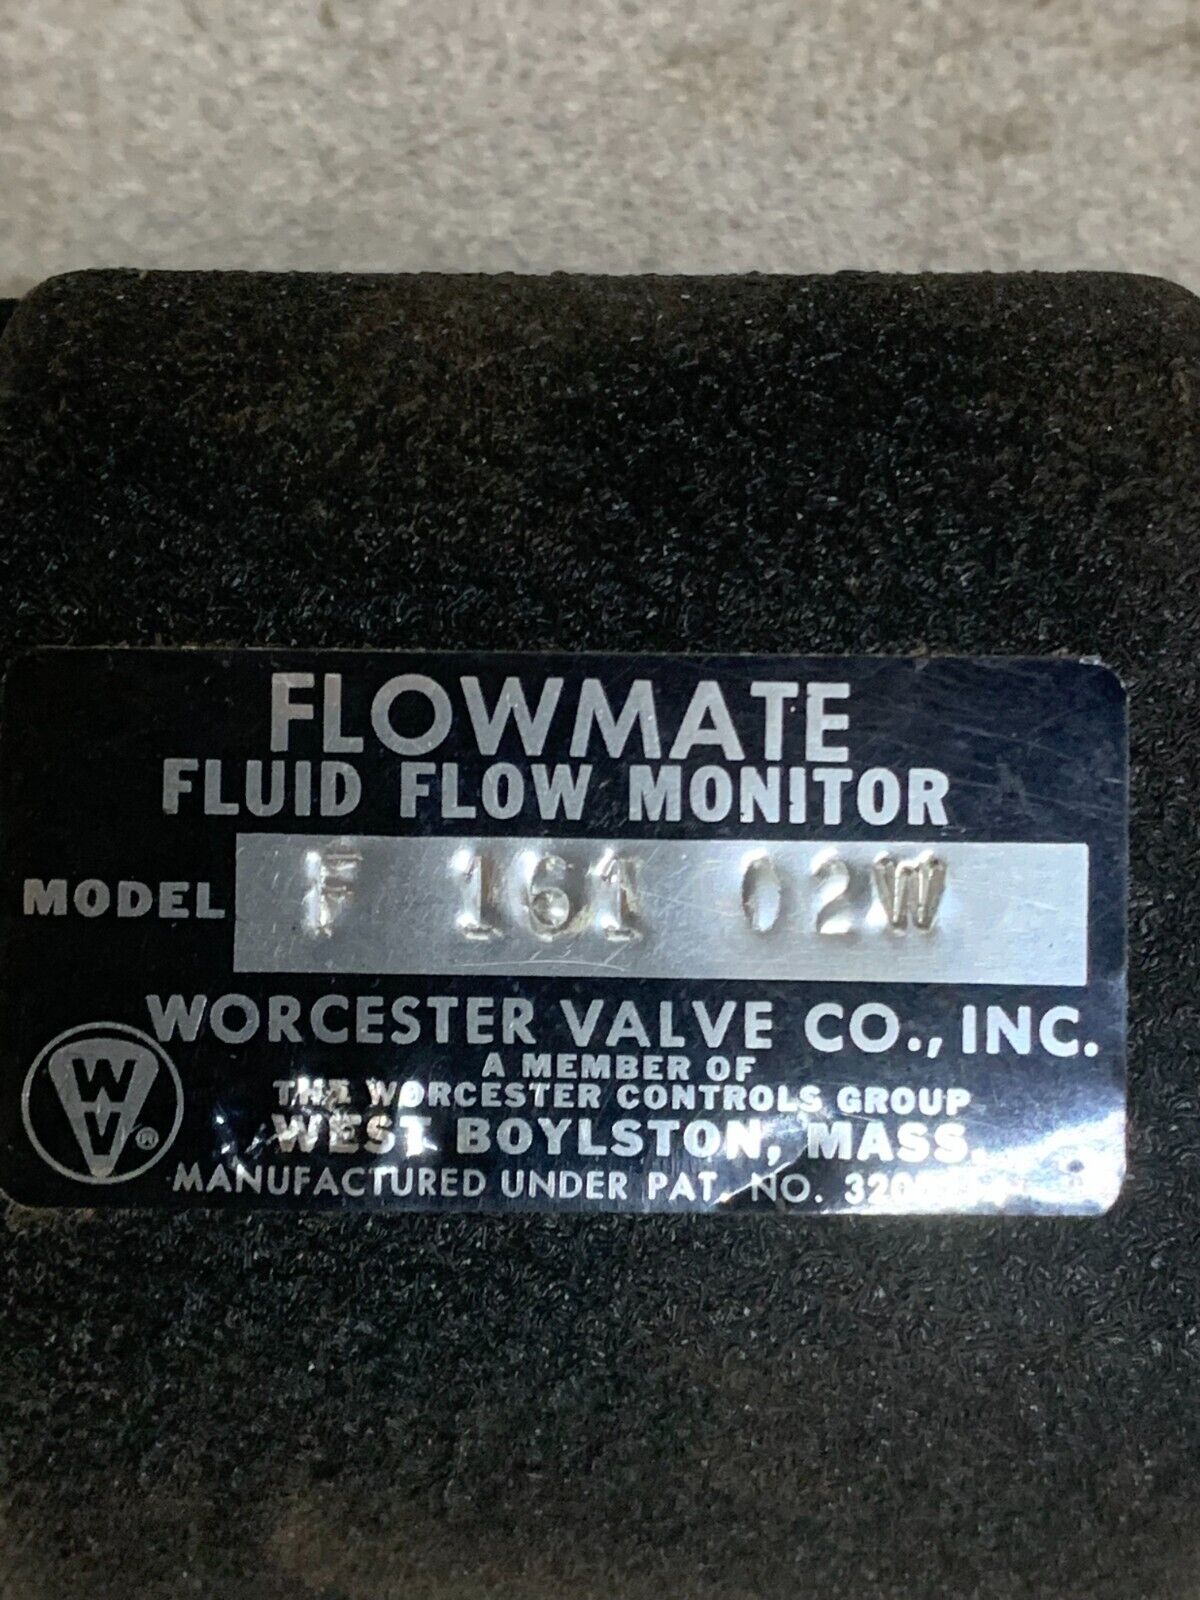 FLOWMATE
FLUID FLOW MONITOR
MODEL F 161 02W
WORCESTER VALVE CO., INC.
A MEMBER OF
THE WORCESTER CONTROLS GROUP
WEST BOYLSTON, MASS.
MANUFACTURED UNDER PAT. NO.
WV ®